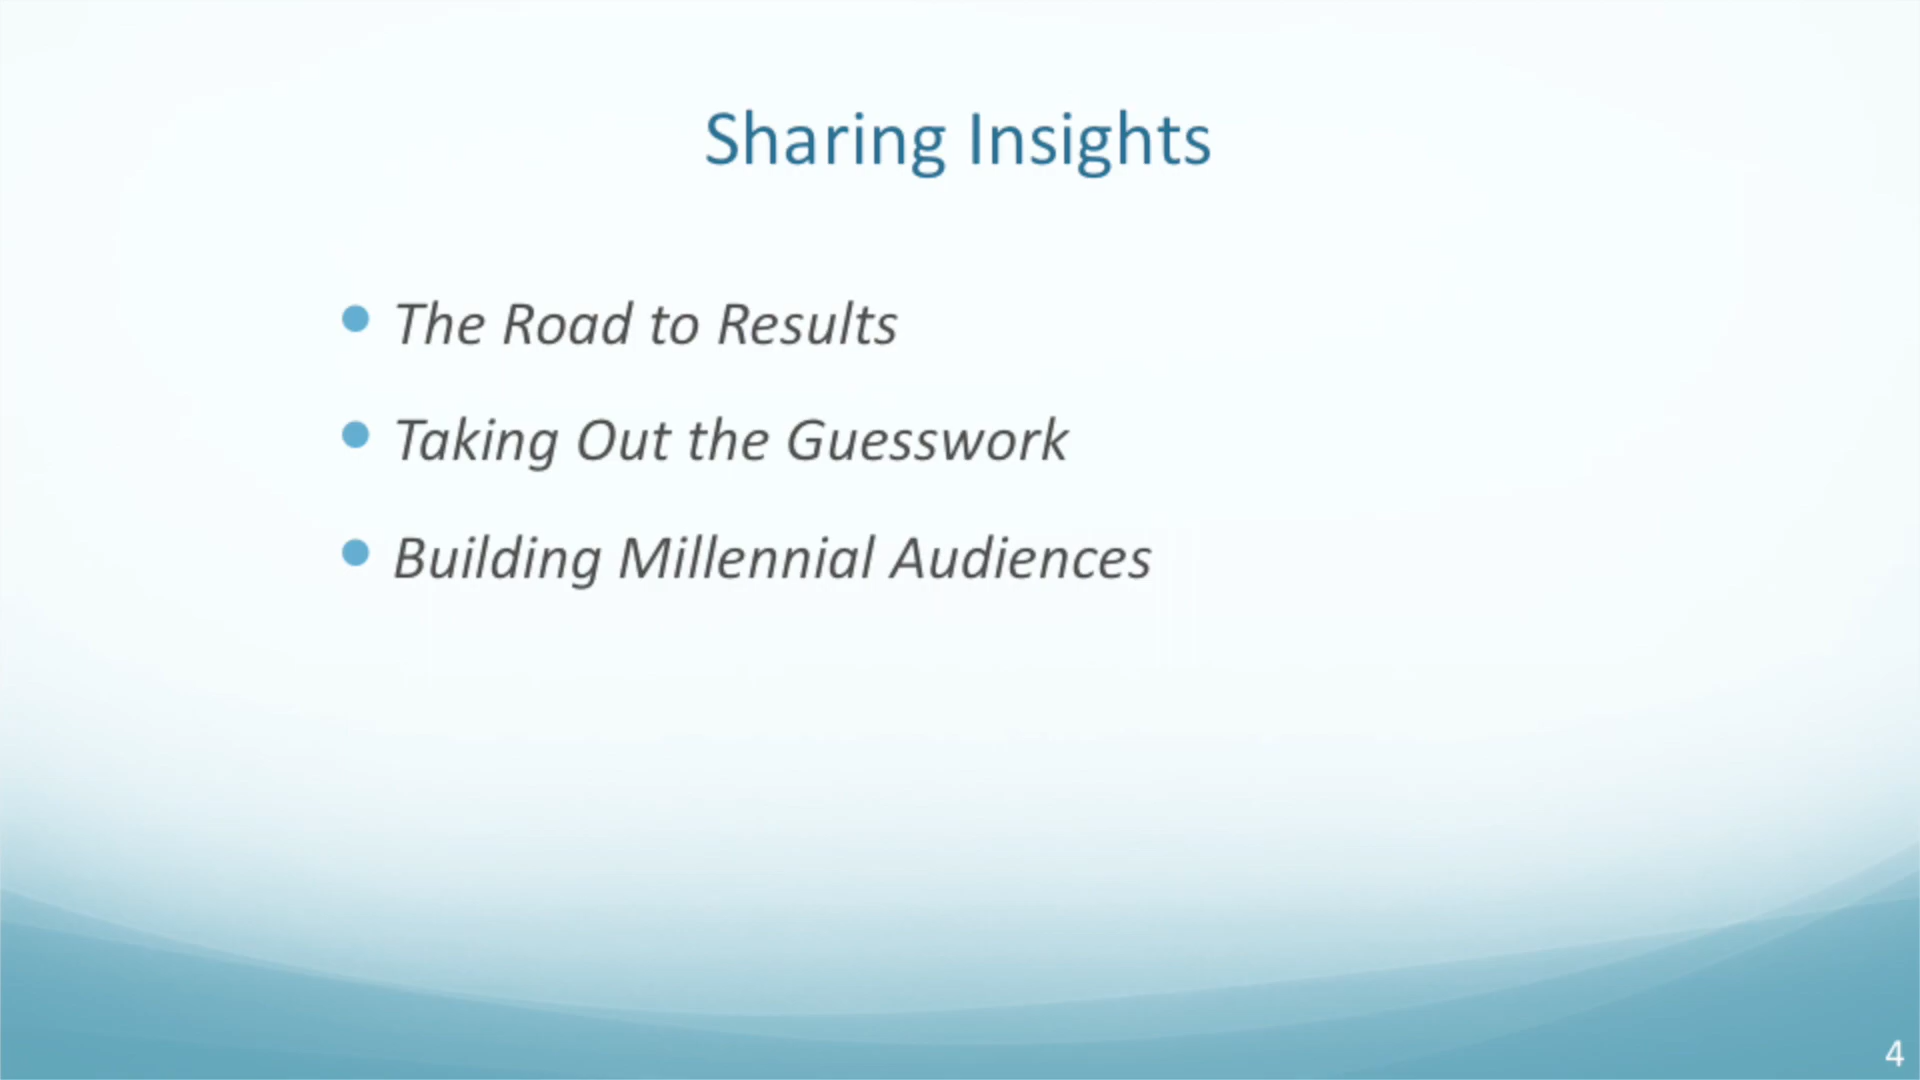 Sharing Insights
The Road to Results
Taking Out the Guesswork
Building Millennial Audiences
4